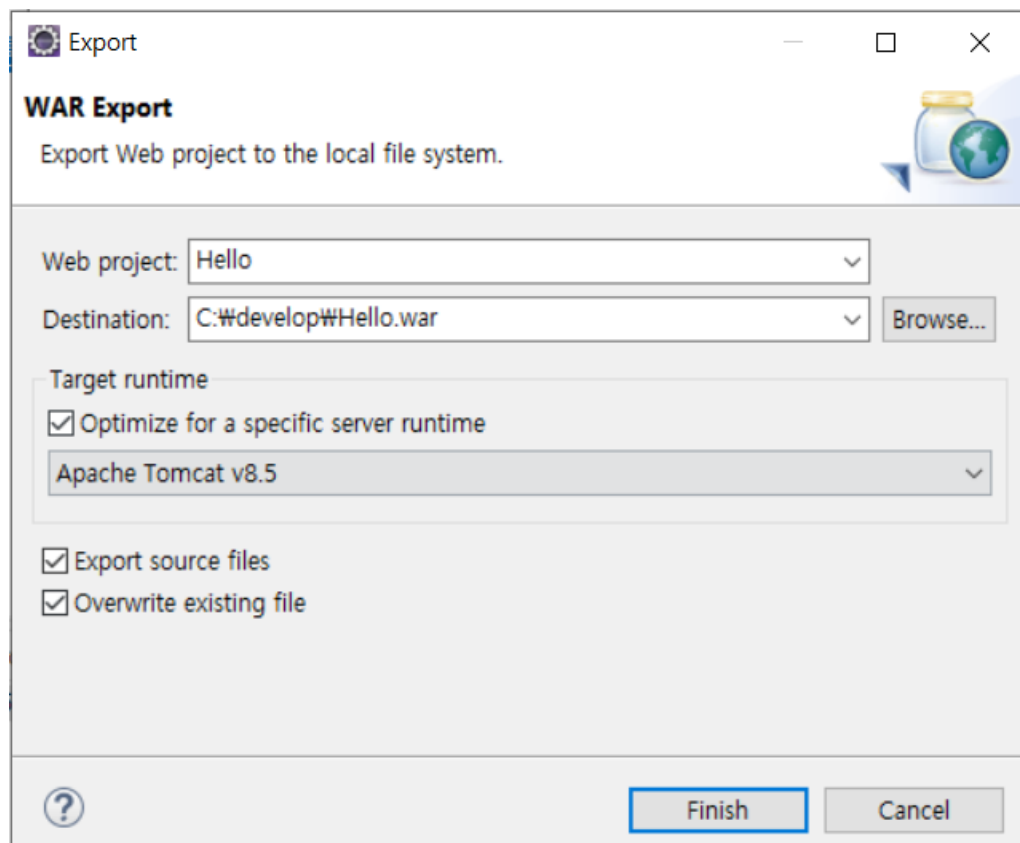 Export
WAR Export
Export Web project to the local file system.
Web project: Hello
Destination: C:₩develop₩Hello.war Browse...
Target runtime
Optimize for a specific server runtime
Apache Tomcat v8.5
Export source files
Overwrite existing file
? Finish Cancel